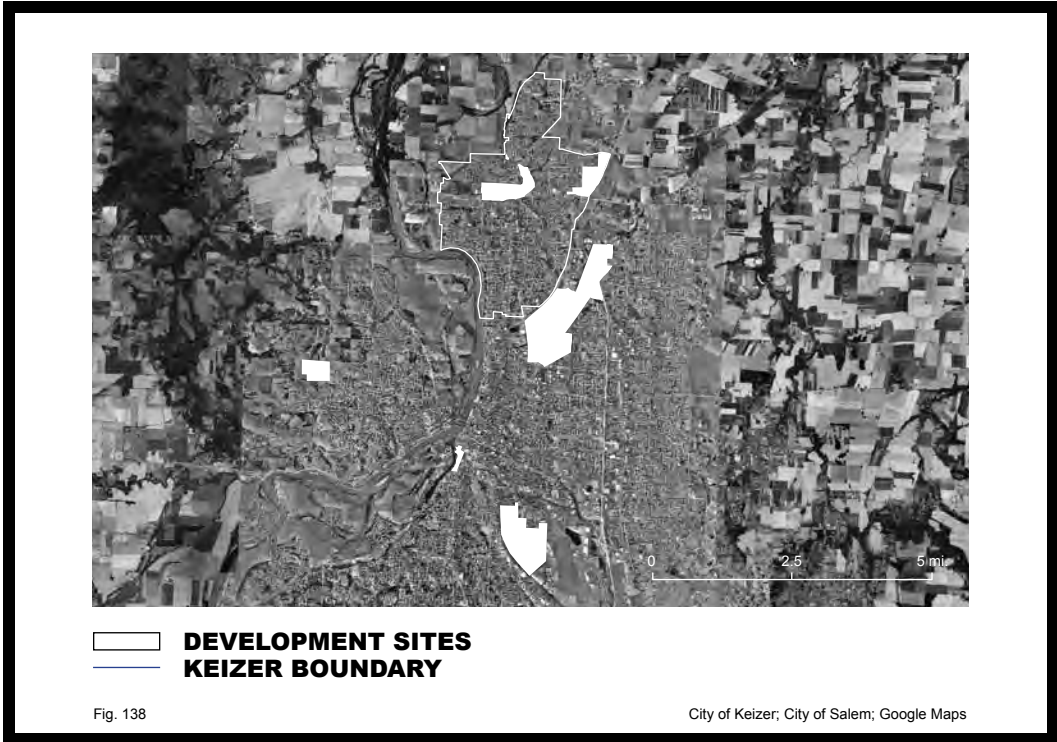 0 2.5 5 mi.
DEVELOPMENT SITES
KEIZER BOUNDARY
Fig. 138 City of Keizer; City of Salem; Google Maps